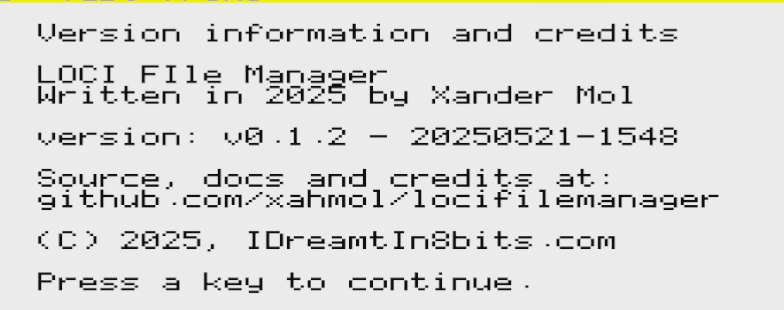 Version information and credits
LOCI FIle Manager
Written in 2025 by Xander Mol
version: v0.1.2 - 20250521-1548
Source, docs and credits at:
github.com/xahmol/locifilemanager
(C) 2025, IDreamtIn8bits.com
Press a key to continue.